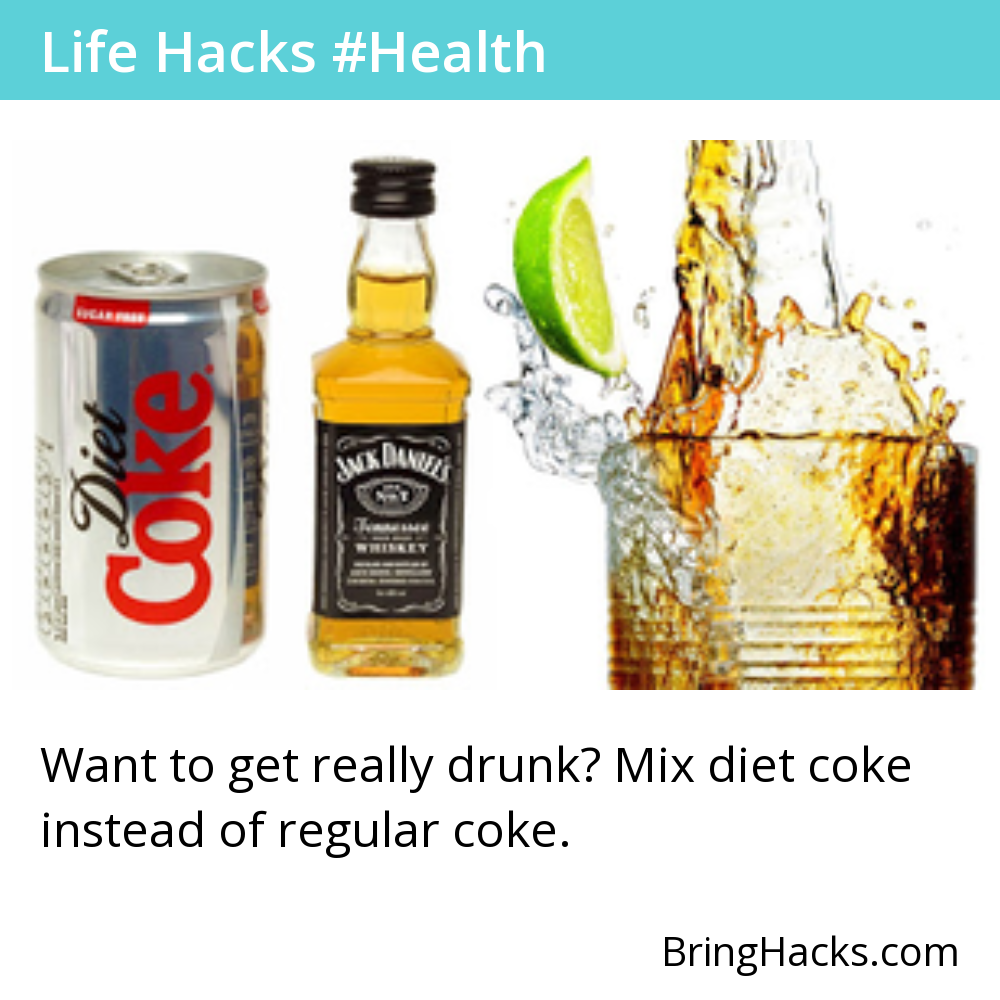 Life Hacks #Health
SUGAR FREE
Diet
Coke
JACK DANIEL'S
Tennessee
WHISKEY
Want to get really drunk? Mix diet coke
instead of regular coke.
BringHacks.com